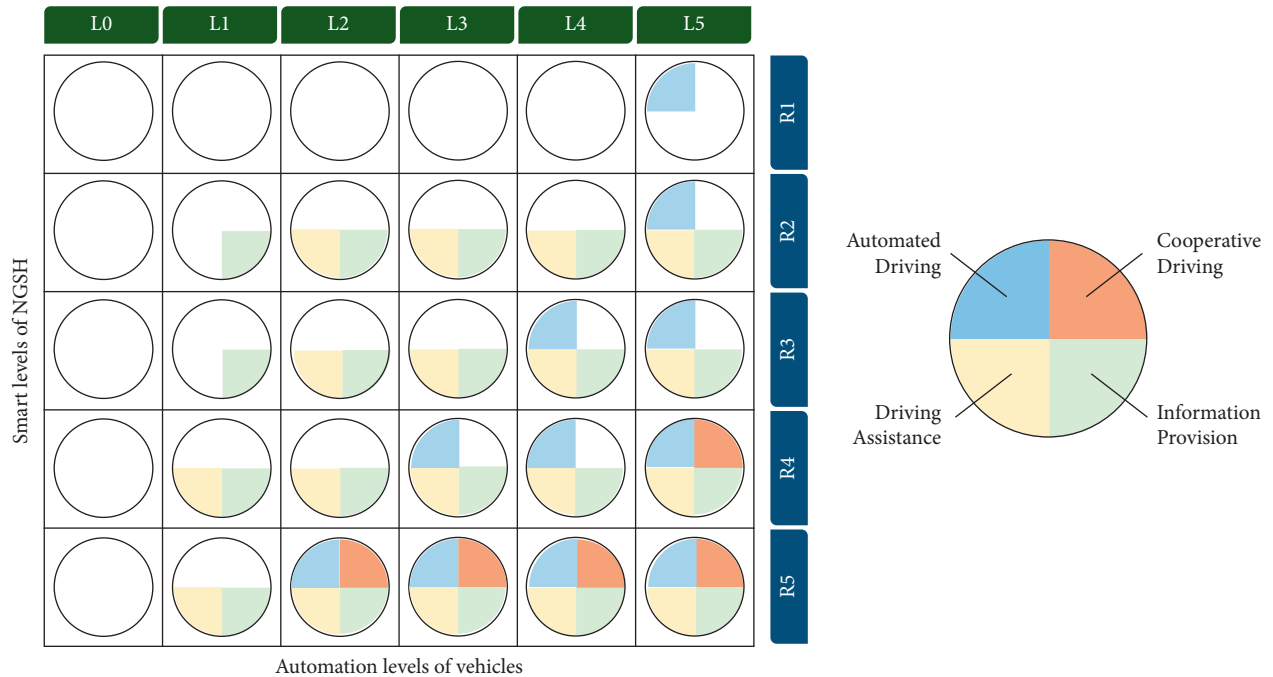 L0 L1 L2 L3 L4 L5
R1
R2
R3
R4
R5
Smart levels of NGSH
Automation levels of vehicles
Automated
Driving
Cooperative
Driving
Driving
Assistance
Information
Provision